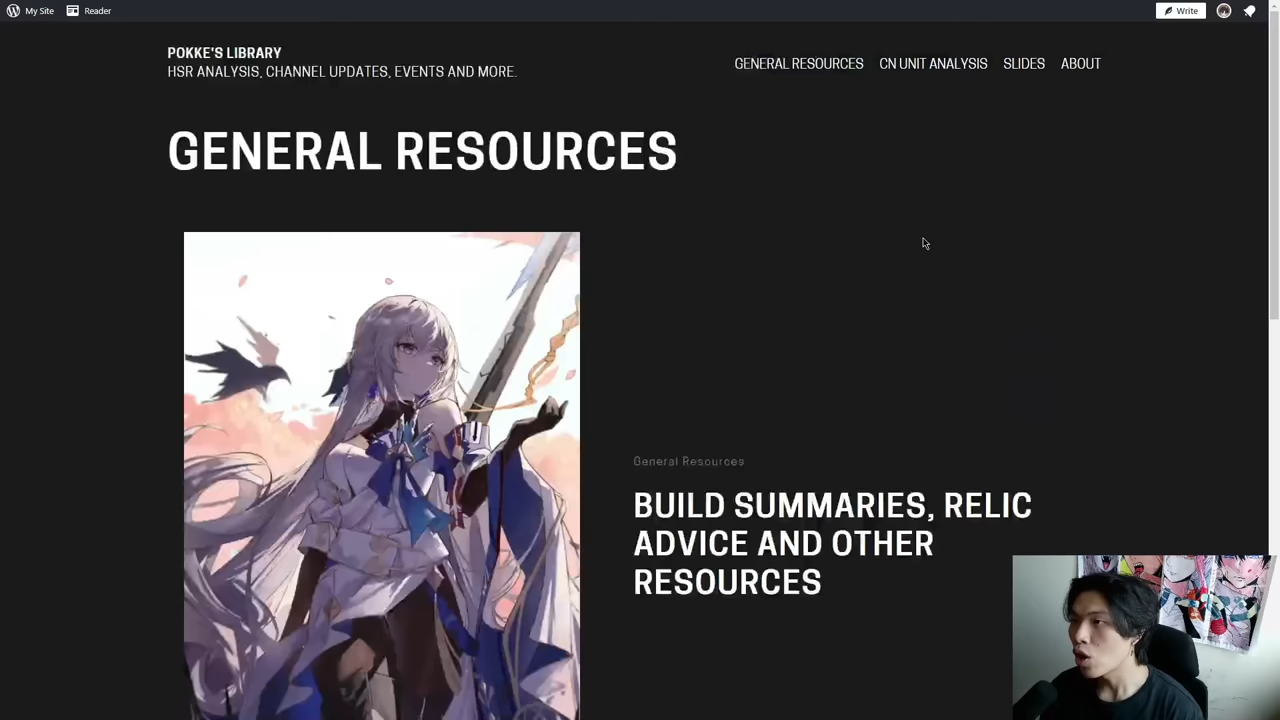 My Site
Reader
Write
POKKE'S LIBRARY
HSR ANALYSIS, CHANNEL UPDATES, EVENTS AND MORE.
GENERAL RESOURCES
CN UNIT ANALYSIS
SLIDES
ABOUT
GENERAL RESOURCES
General Resources
BUILD SUMMARIES, RELIC
ADVICE AND OTHER
RESOURCES